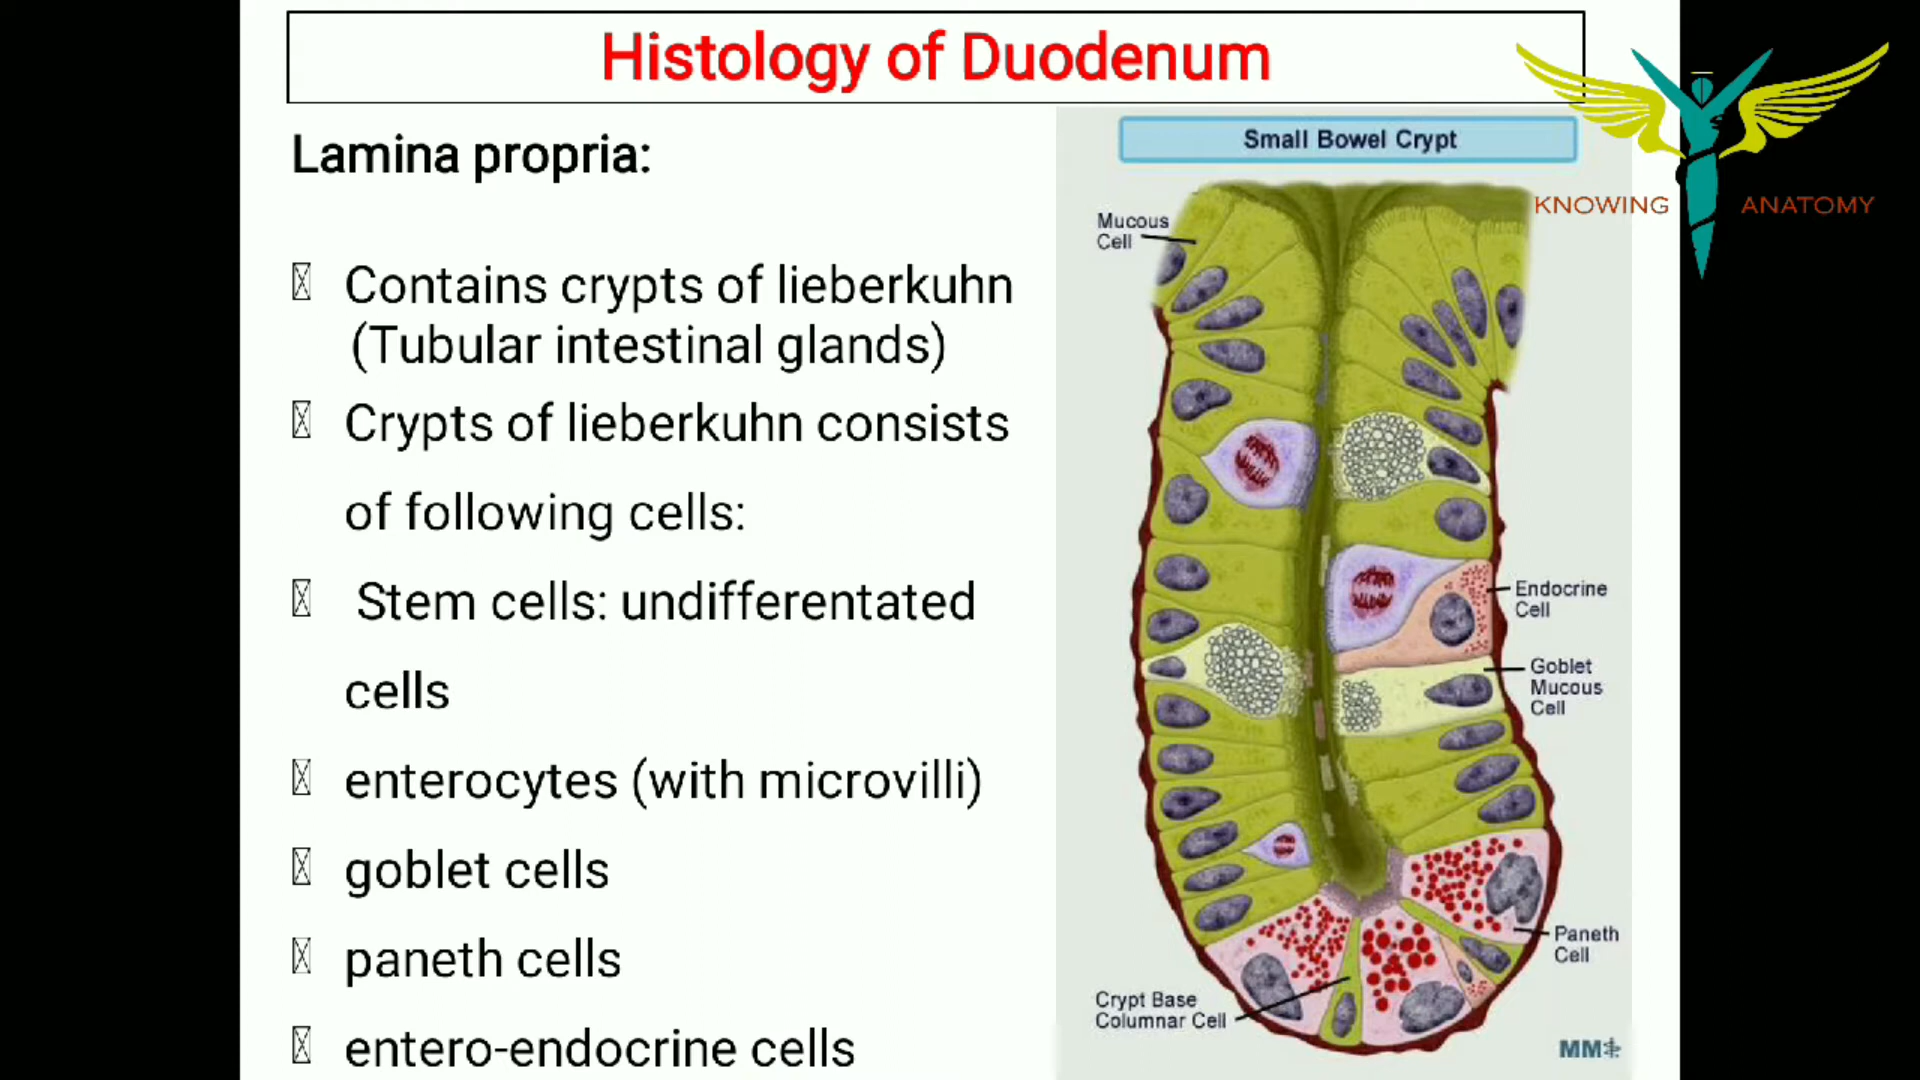 Histology of Duodenum
KNOWING ANATOMY
Lamina propria:
Contains crypts of lieberkuhn
(Tubular intestinal glands)
Crypts of lieberkuhn consists
of following cells:
Stem cells: undifferentated
cells
enterocytes (with microvilli)
goblet cells
paneth cells
entero-endocrine cells
Small Bowel Crypt
Mucous
Cell
Endocrine
Cell
Goblet
Mucous
Cell
Paneth
Cell
Crypt Base
Columnar Cell
MM